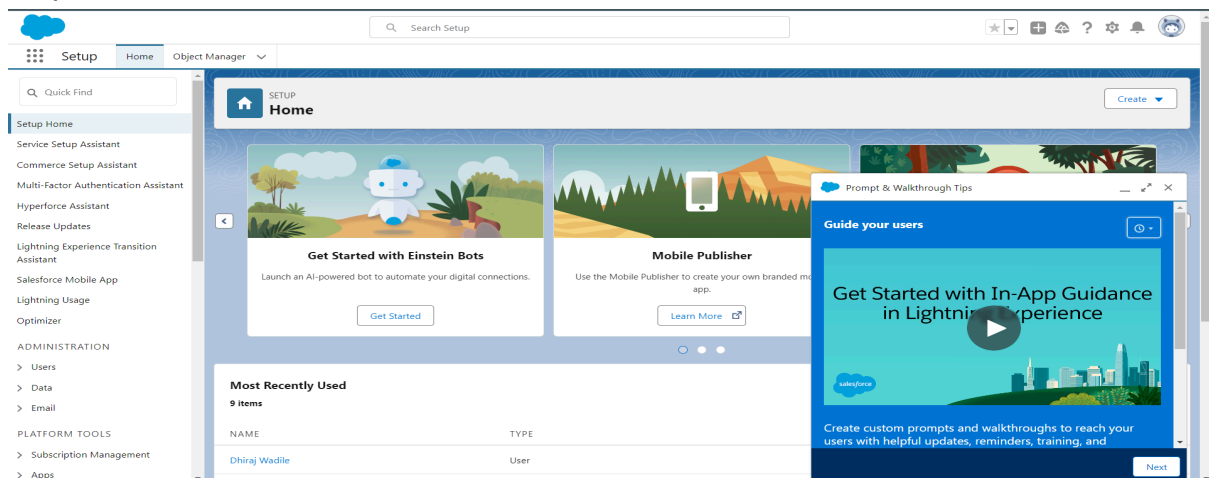 Search Setup
Setup
Home
Object Manager
Quick Find
Setup Home
Service Setup Assistant
Commerce Setup Assistant
Multi-Factor Authentication Assistant
Hyperforce Assistant
Release Updates
Lightning Experience Transition
Assistant
Salesforce Mobile App
Lightning Usage
Optimizer
ADMINISTRATION
> Users
> Data
> Email
PLATFORM TOOLS
> Subscription Management
> Apps
SETUP
Home
Create
Get Started with Einstein Bots
Launch an AI-powered bot to automate your digital connections.
Get Started
Mobile Publisher
Use the Mobile Publisher to create your own branded
app.
Learn More
Most Recently Used
9 items
NAME
TYPE
Dhiraj Wadile
User
Prompt & Walkthrough Tips
Guide your users
Get Started with In-App Guidance
in Lightning Experience
salesforce
Create custom prompts and walkthroughs to reach your
users with helpful updates, reminders, training, and
Next